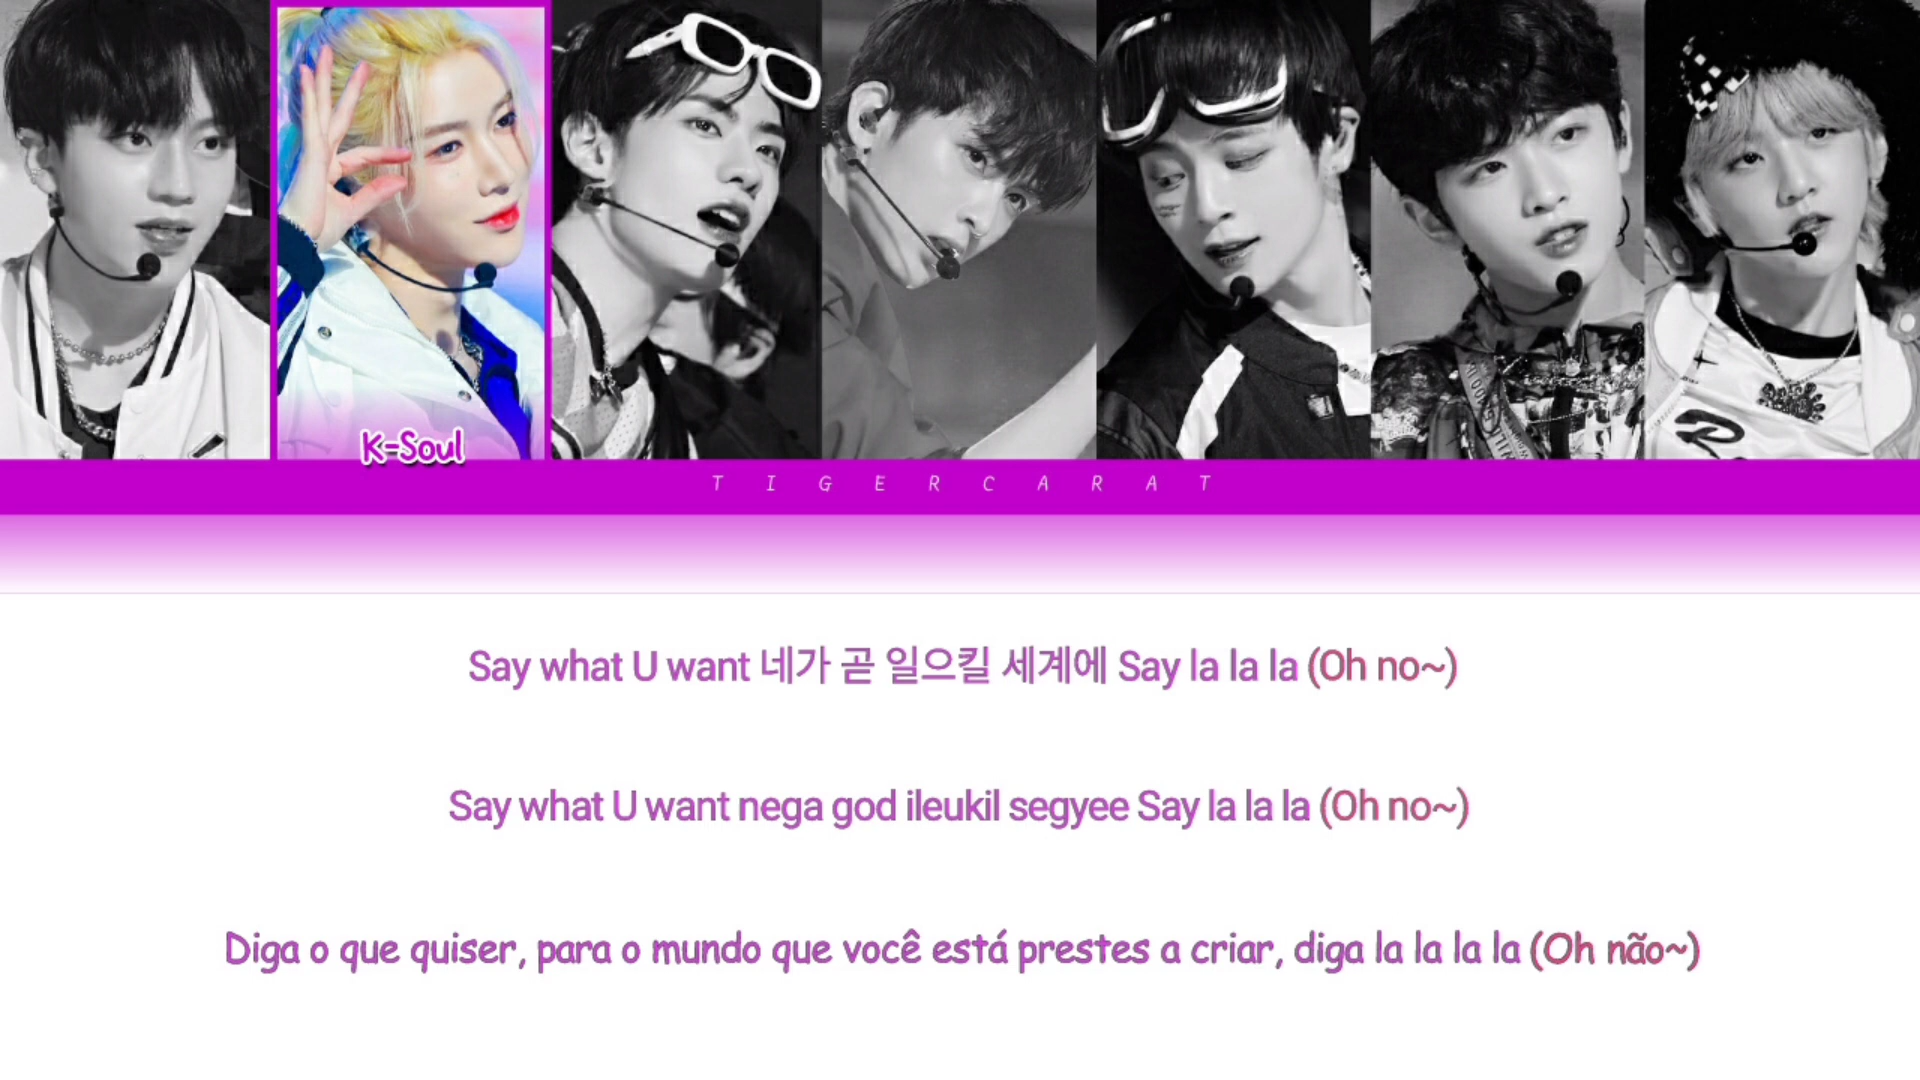 K-Soul
TIGERCARAT
Say what U want 네가 곧 일으킬 세계에 Say la la la (Oh no~)
Say what U want nega god ileukil segyee Say la la la (Oh no~)
Diga o que quiser, para o mundo que você está prestes a criar, diga la la la la (Oh não~)